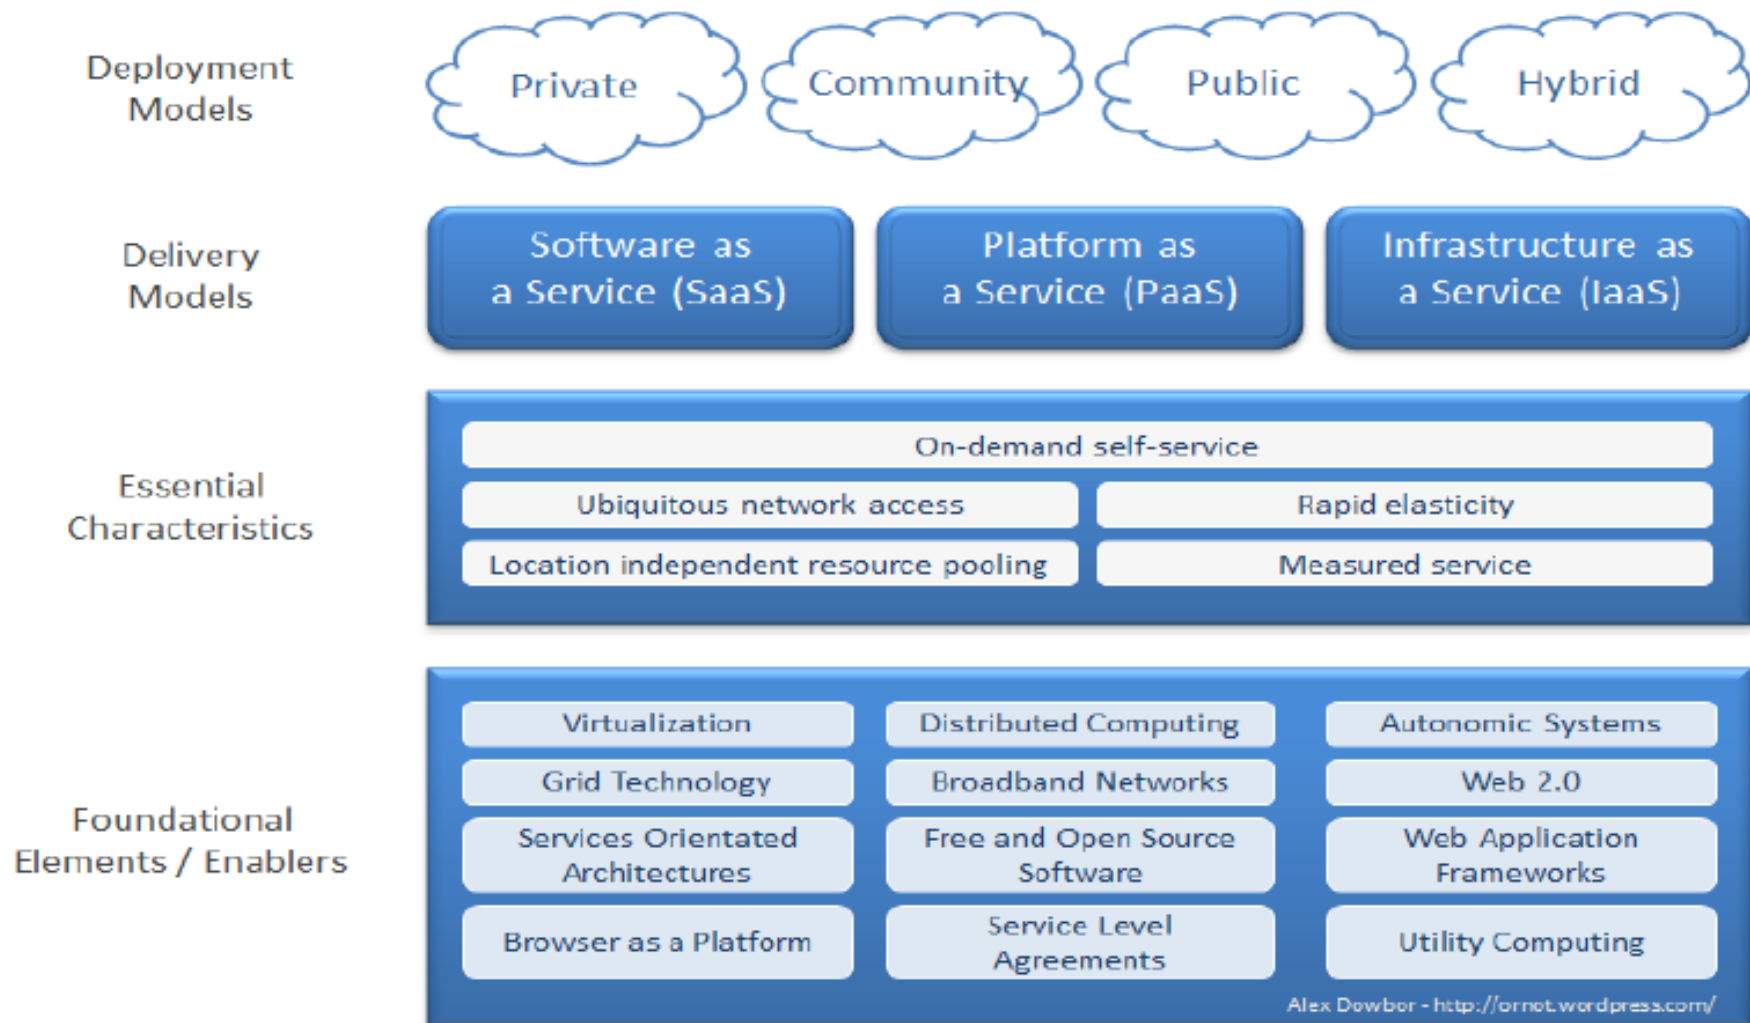 Deployment
Models
Private
Community
Public
Hybrid
Delivery
Models
Software as
a Service (SaaS)
Platform as
a Service (PaaS)
Infrastructure as
a Service (IaaS)
Essential
Characteristics
On-demand self-service
Ubiquitous network access
Rapid elasticity
Location independent resource pooling
Measured service
Foundational
Elements / Enablers
Virtualization
Distributed Computing
Autonomic Systems
Grid Technology
Broadband Networks
Web 2.0
Services Orientated
Architectures
Free and Open Source
Software
Web Application
Frameworks
Browser as a Platform
Service Level
Agreements
Utility Computing
Alex Dowbor - http://ornot.wordpress.com/